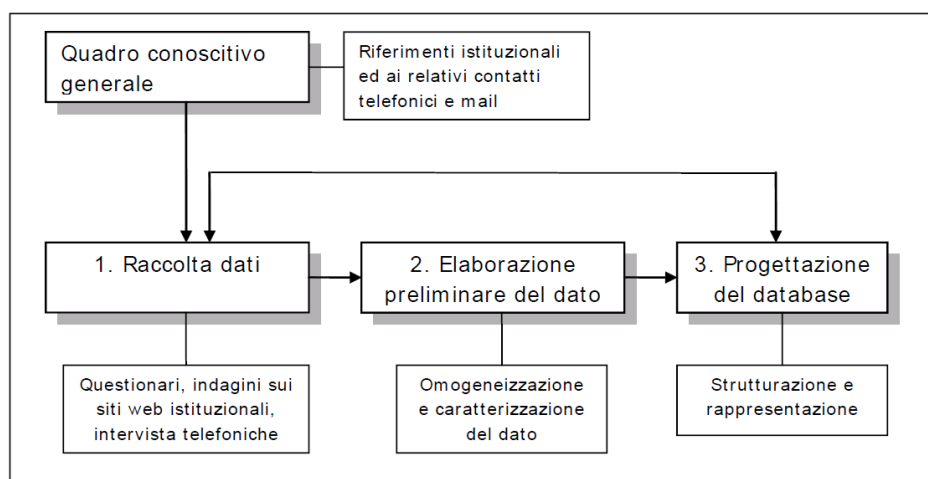 Quadro conoscitivo
generale
Riferimenti istituzionali
ed ai relativi contatti
telefonici e mail
1. Raccolta dati
2. Elaborazione
preliminare del dato
3. Progettazione
del database
Questionari, indagini sui
siti web istituzionali,
intervista telefoniche
Omogeneizzazione
e caratterizzazione
del dato
Strutturazione e
rappresentazione